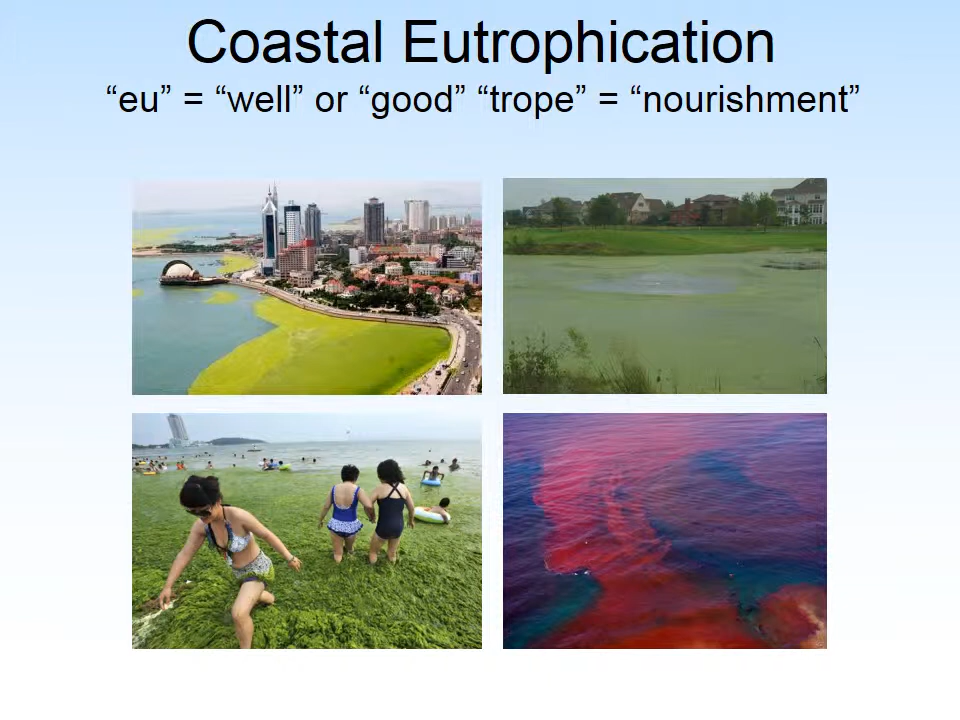 Coastal Eutrophication
“eu” = “well” or “good” “trope” = “nourishment”